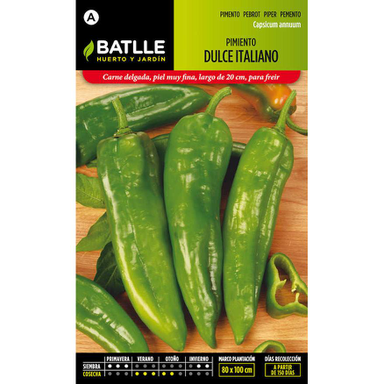 A
PIMENTO PEBROT PIPER PEMENTO
Capsicum annuum
BATLLE
HUERTO Y JARDÍN
PIMIENTO
DULCE ITALIANO
Carne delgada, piel muy fina, largo de 20 cm, para freir
PRIMAVERA VERANO OTOÑO INVIERNO MARCO PLANTACIÓN DÍAS RECOLECCIÓN
SIEMBRA
COSECHA
80 x 100 cm
A PARTIR
DE 150 DÍAS